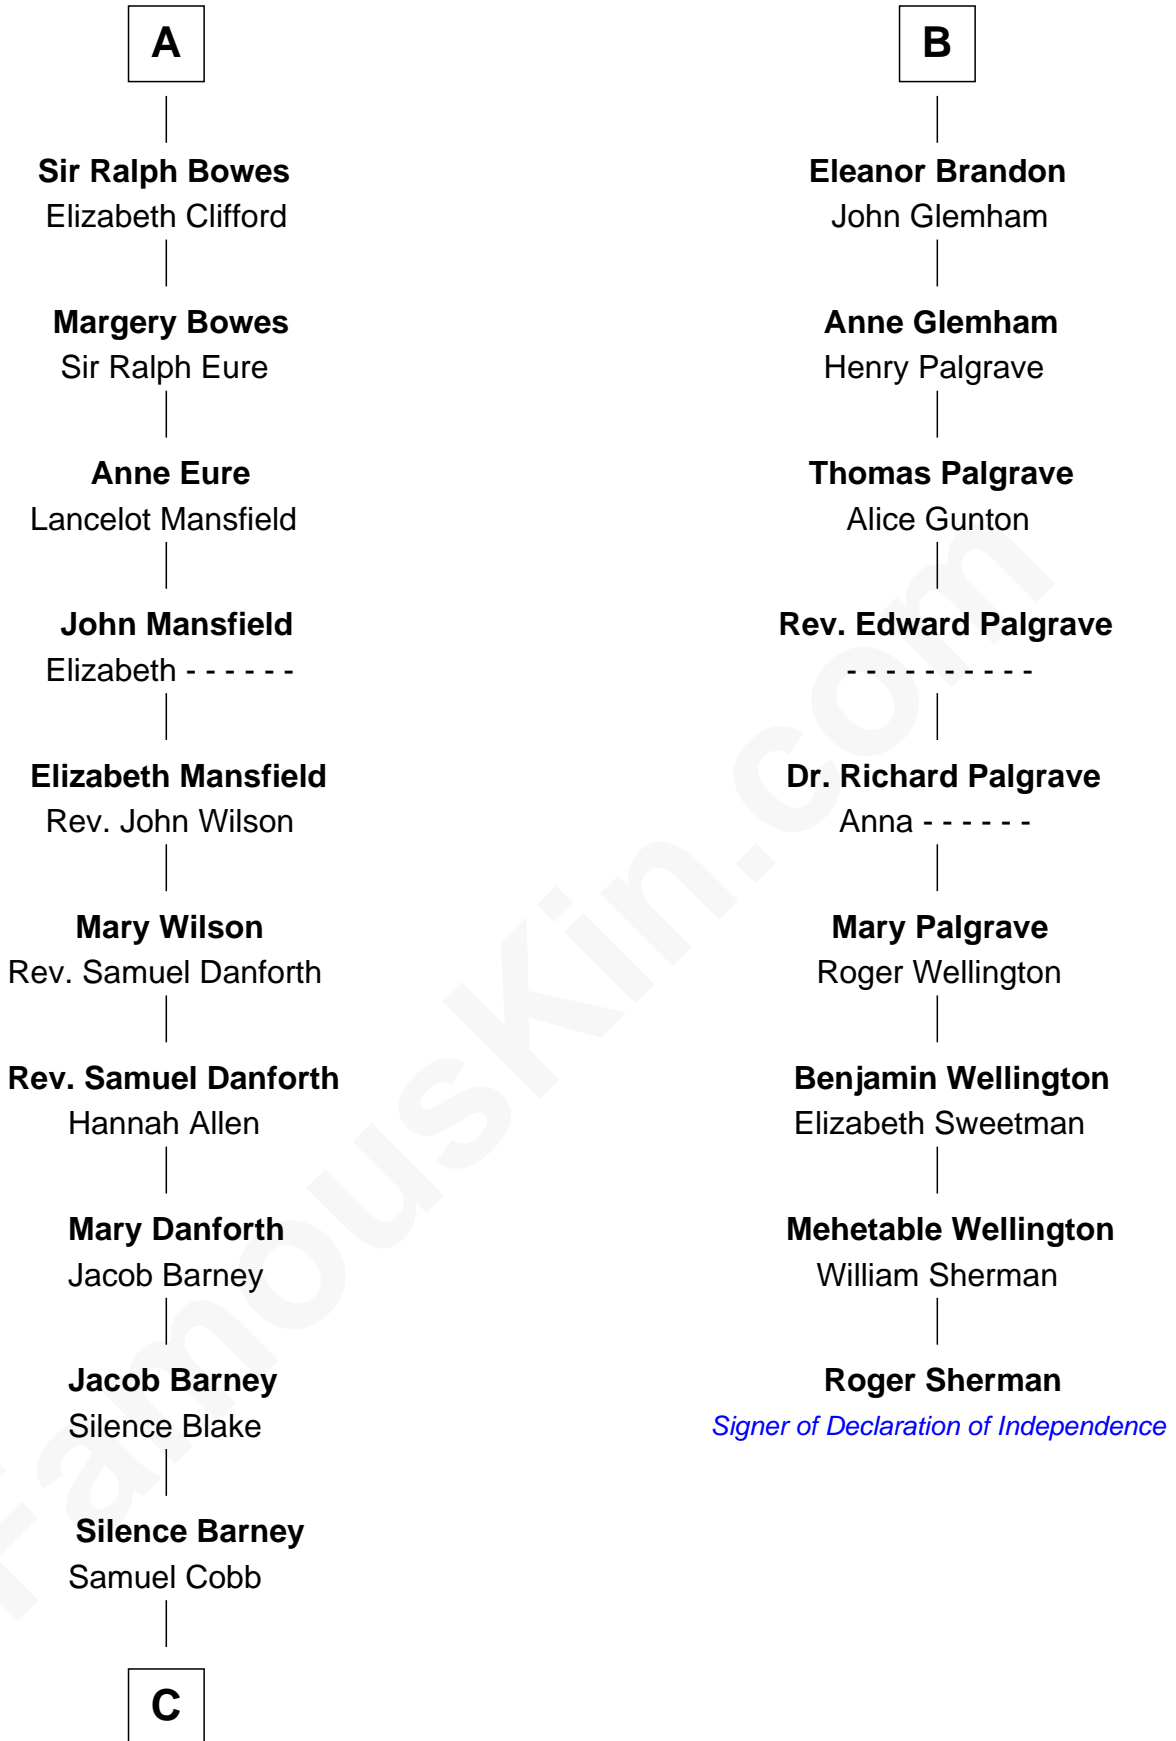 A
Sir Ralph Bowes
Elizabeth Clifford
Margery Bowes
Sir Ralph Eure
Anne Eure
Lancelot Mansfield
John Mansfield
Elizabeth - - - - - -
Elizabeth Mansfield
Rev. John Wilson
Mary Wilson
Rev. Samuel Danforth
Rev. Samuel Danforth
Hannah Allen
Mary Danforth
Jacob Barney
Jacob Barney
Silence Blake
Silence Barney
Samuel Cobb
C
B
Eleanor Brandon
John Glemham
Anne Glemham
Henry Palgrave
Thomas Palgrave
Alice Gunton
Rev. Edward Palgrave
- - - - - - - - - -
Dr. Richard Palgrave
Anna - - - - - -
Mary Palgrave
Roger Wellington
Benjamin Wellington
Elizabeth Sweetman
Mehetable Wellington
William Sherman
Roger Sherman
Signer of Declaration of Independence
FamousKin.com